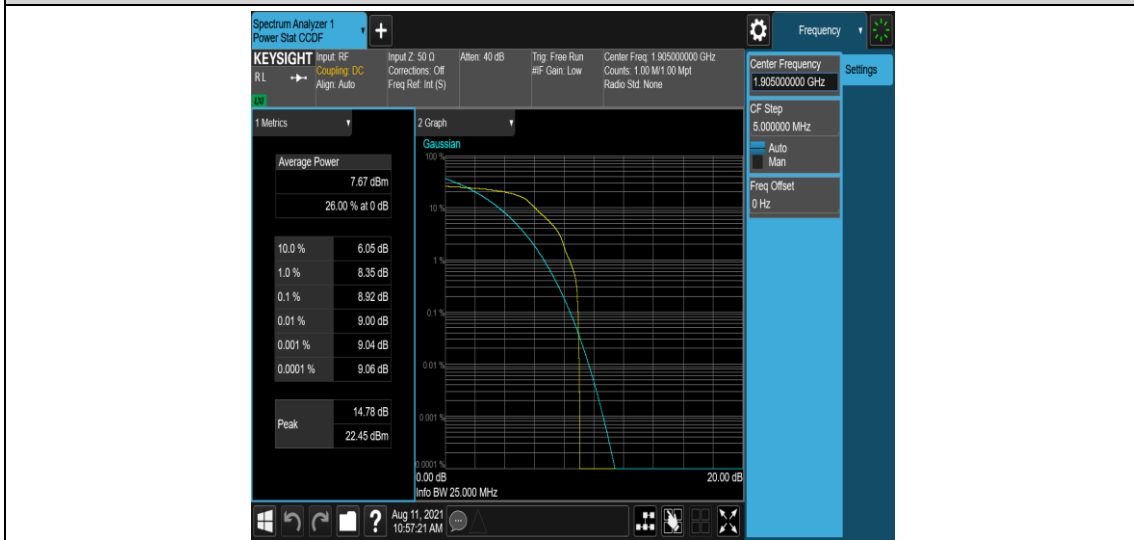 Spectrum Analyzer 1
Power Stat CCDF
+
Frequency
KEYSIGHT
RL
LXI
Input: RF
Coupling: DC
Align: Auto
Input Z: 50 Ω
Corrections: Off
Freq Ref: Int (S)
Atten: 40 dB
Trig: Free Run
#IF Gain: Low
Center Freq: 1.905000000 GHz
Counts: 1.00 M/1.00 Mpt
Radio Std: None
Center Frequency
1.905000000 GHz
Settings
CF Step
5.000000 MHz
Auto
Man
Freq Offset
0 Hz
1 Metrics
Average Power
7.67 dBm
26.00 % at 0 dB
10.0 % 6.05 dB
1.0 % 8.35 dB
0.1 % 8.92 dB
0.01 % 9.00 dB
0.001 % 9.04 dB
0.0001 % 9.06 dB
Peak
14.78 dB
22.45 dBm
2 Graph
Gaussian
100 %
10 %
1 %
0.1 %
0.01 %
0.001 %
0.0001 %
0.00 dB 20.00 dB
Info BW 25.000 MHz
?
Aug 11, 2021
10:57:21 AM